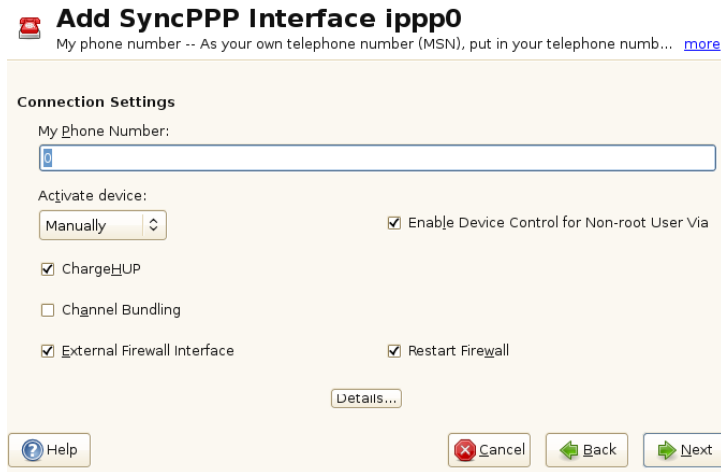 Add SyncPPP Interface ippp0
My phone number -- As your own telephone number (MSN), put in your telephone numb... more
Connection Settings
My Phone Number:
0
Activate device:
Manually
Enable Device Control for Non-root User Via
ChargeHUP
Channel Bundling
External Firewall Interface
Restart Firewall
Details...
Help
Cancel
Back
Next